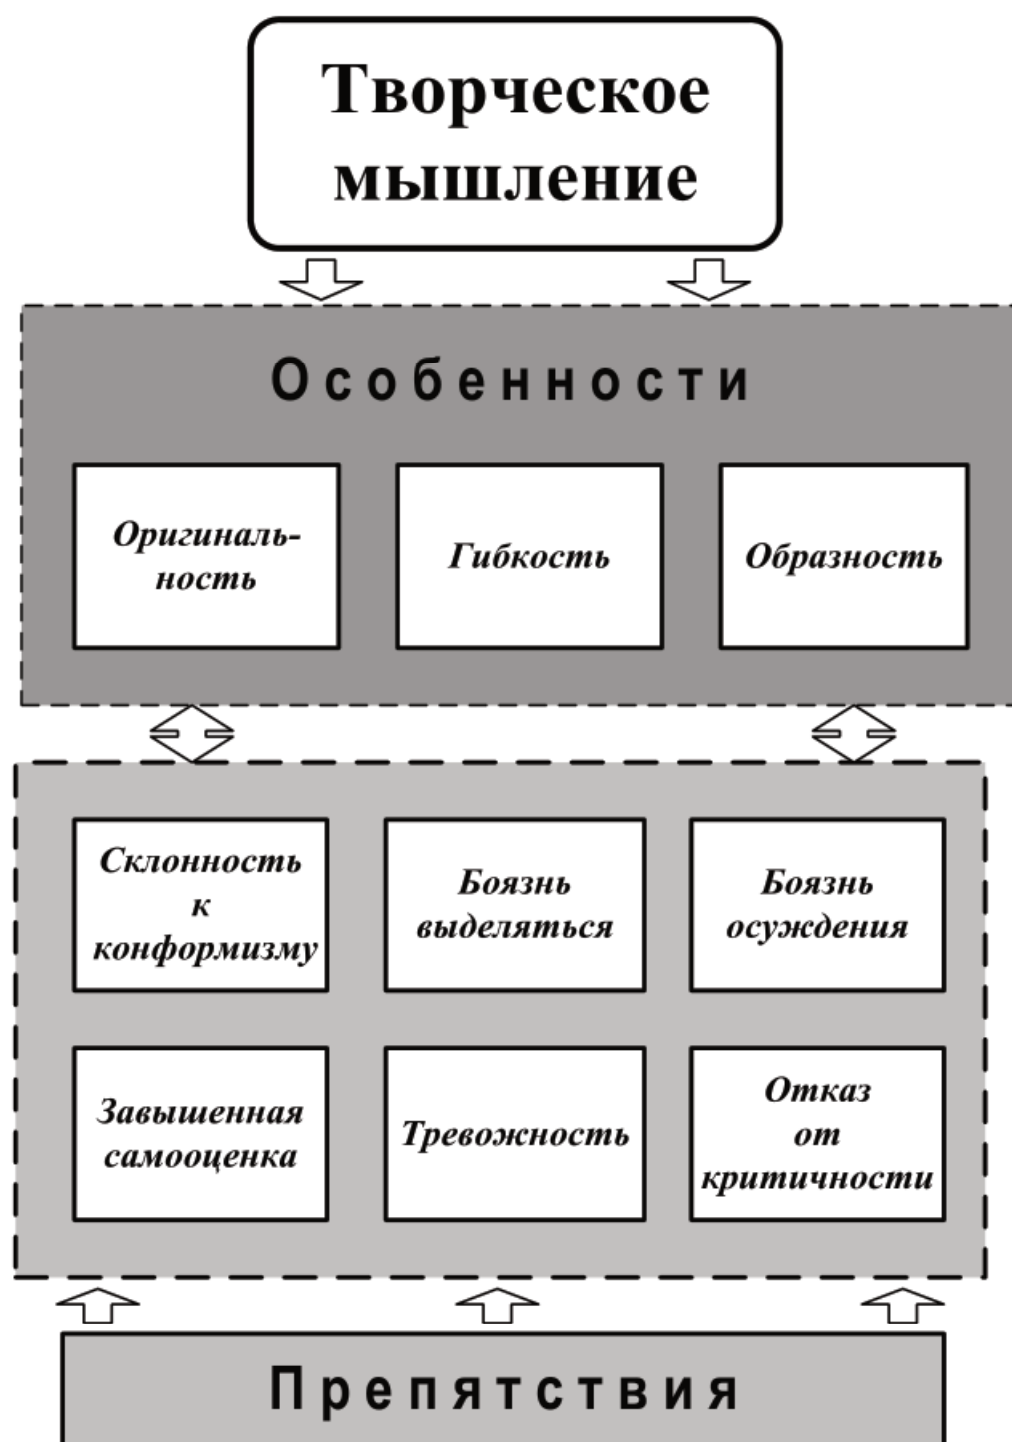 Творческое
мышление
Особенности
Оригиналь-
ность
Гибкость
Образность
Склонность
к
конформизму
Боязнь
выделяться
Боязнь
осуждения
Завышенная
самооценка
Тревожность
Отказ
от
критичности
Препятствия